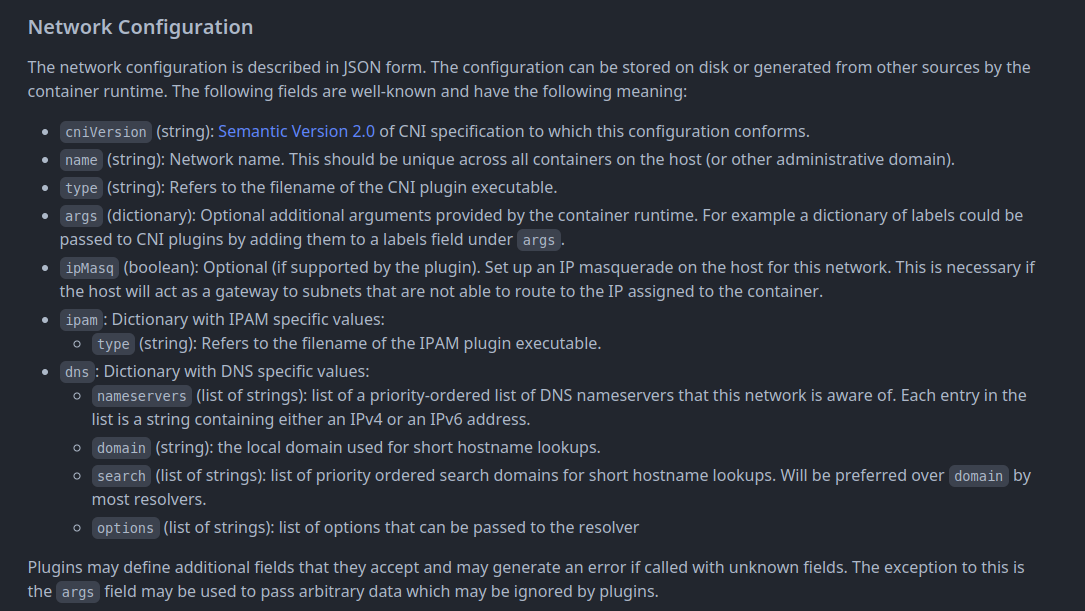 Network Configuration
The network configuration is described in JSON form. The configuration can be stored on disk or generated from other sources by the
container runtime. The following fields are well-known and have the following meaning:
cniVersion (string): Semantic Version 2.0 of CNI specification to which this configuration conforms.
name (string): Network name. This should be unique across all containers on the host (or other administrative domain).
type (string): Refers to the filename of the CNI plugin executable.
args (dictionary): Optional additional arguments provided by the container runtime. For example a dictionary of labels could be
passed to CNI plugins by adding them to a labels field under args.
ipMasq (boolean): Optional (if supported by the plugin). Set up an IP masquerade on the host for this network. This is necessary if
the host will act as a gateway to subnets that are not able to route to the IP assigned to the container.
ipam: Dictionary with IPAM specific values:
type (string): Refers to the filename of the IPAM plugin executable.
dns: Dictionary with DNS specific values:
nameservers (list of strings): list of a priority-ordered list of DNS nameservers that this network is aware of. Each entry in the
list is a string containing either an IPv4 or an IPv6 address.
domain (string): the local domain used for short hostname lookups.
search (list of strings): list of priority ordered search domains for short hostname lookups. Will be preferred over domain by
most resolvers.
options (list of strings): list of options that can be passed to the resolver
Plugins may define additional fields that they accept and may generate an error if called with unknown fields. The exception to this is
the args field may be used to pass arbitrary data which may be ignored by plugins.